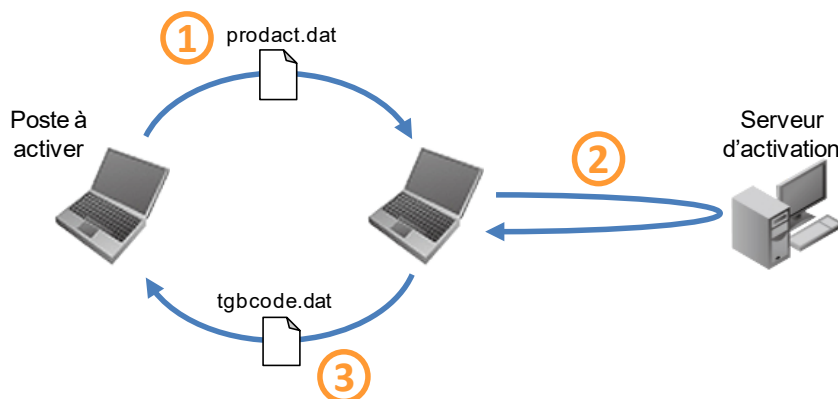 1
prodact.dat
Poste à
activer
2
Serveur
d'activation
tgbcode.dat
3